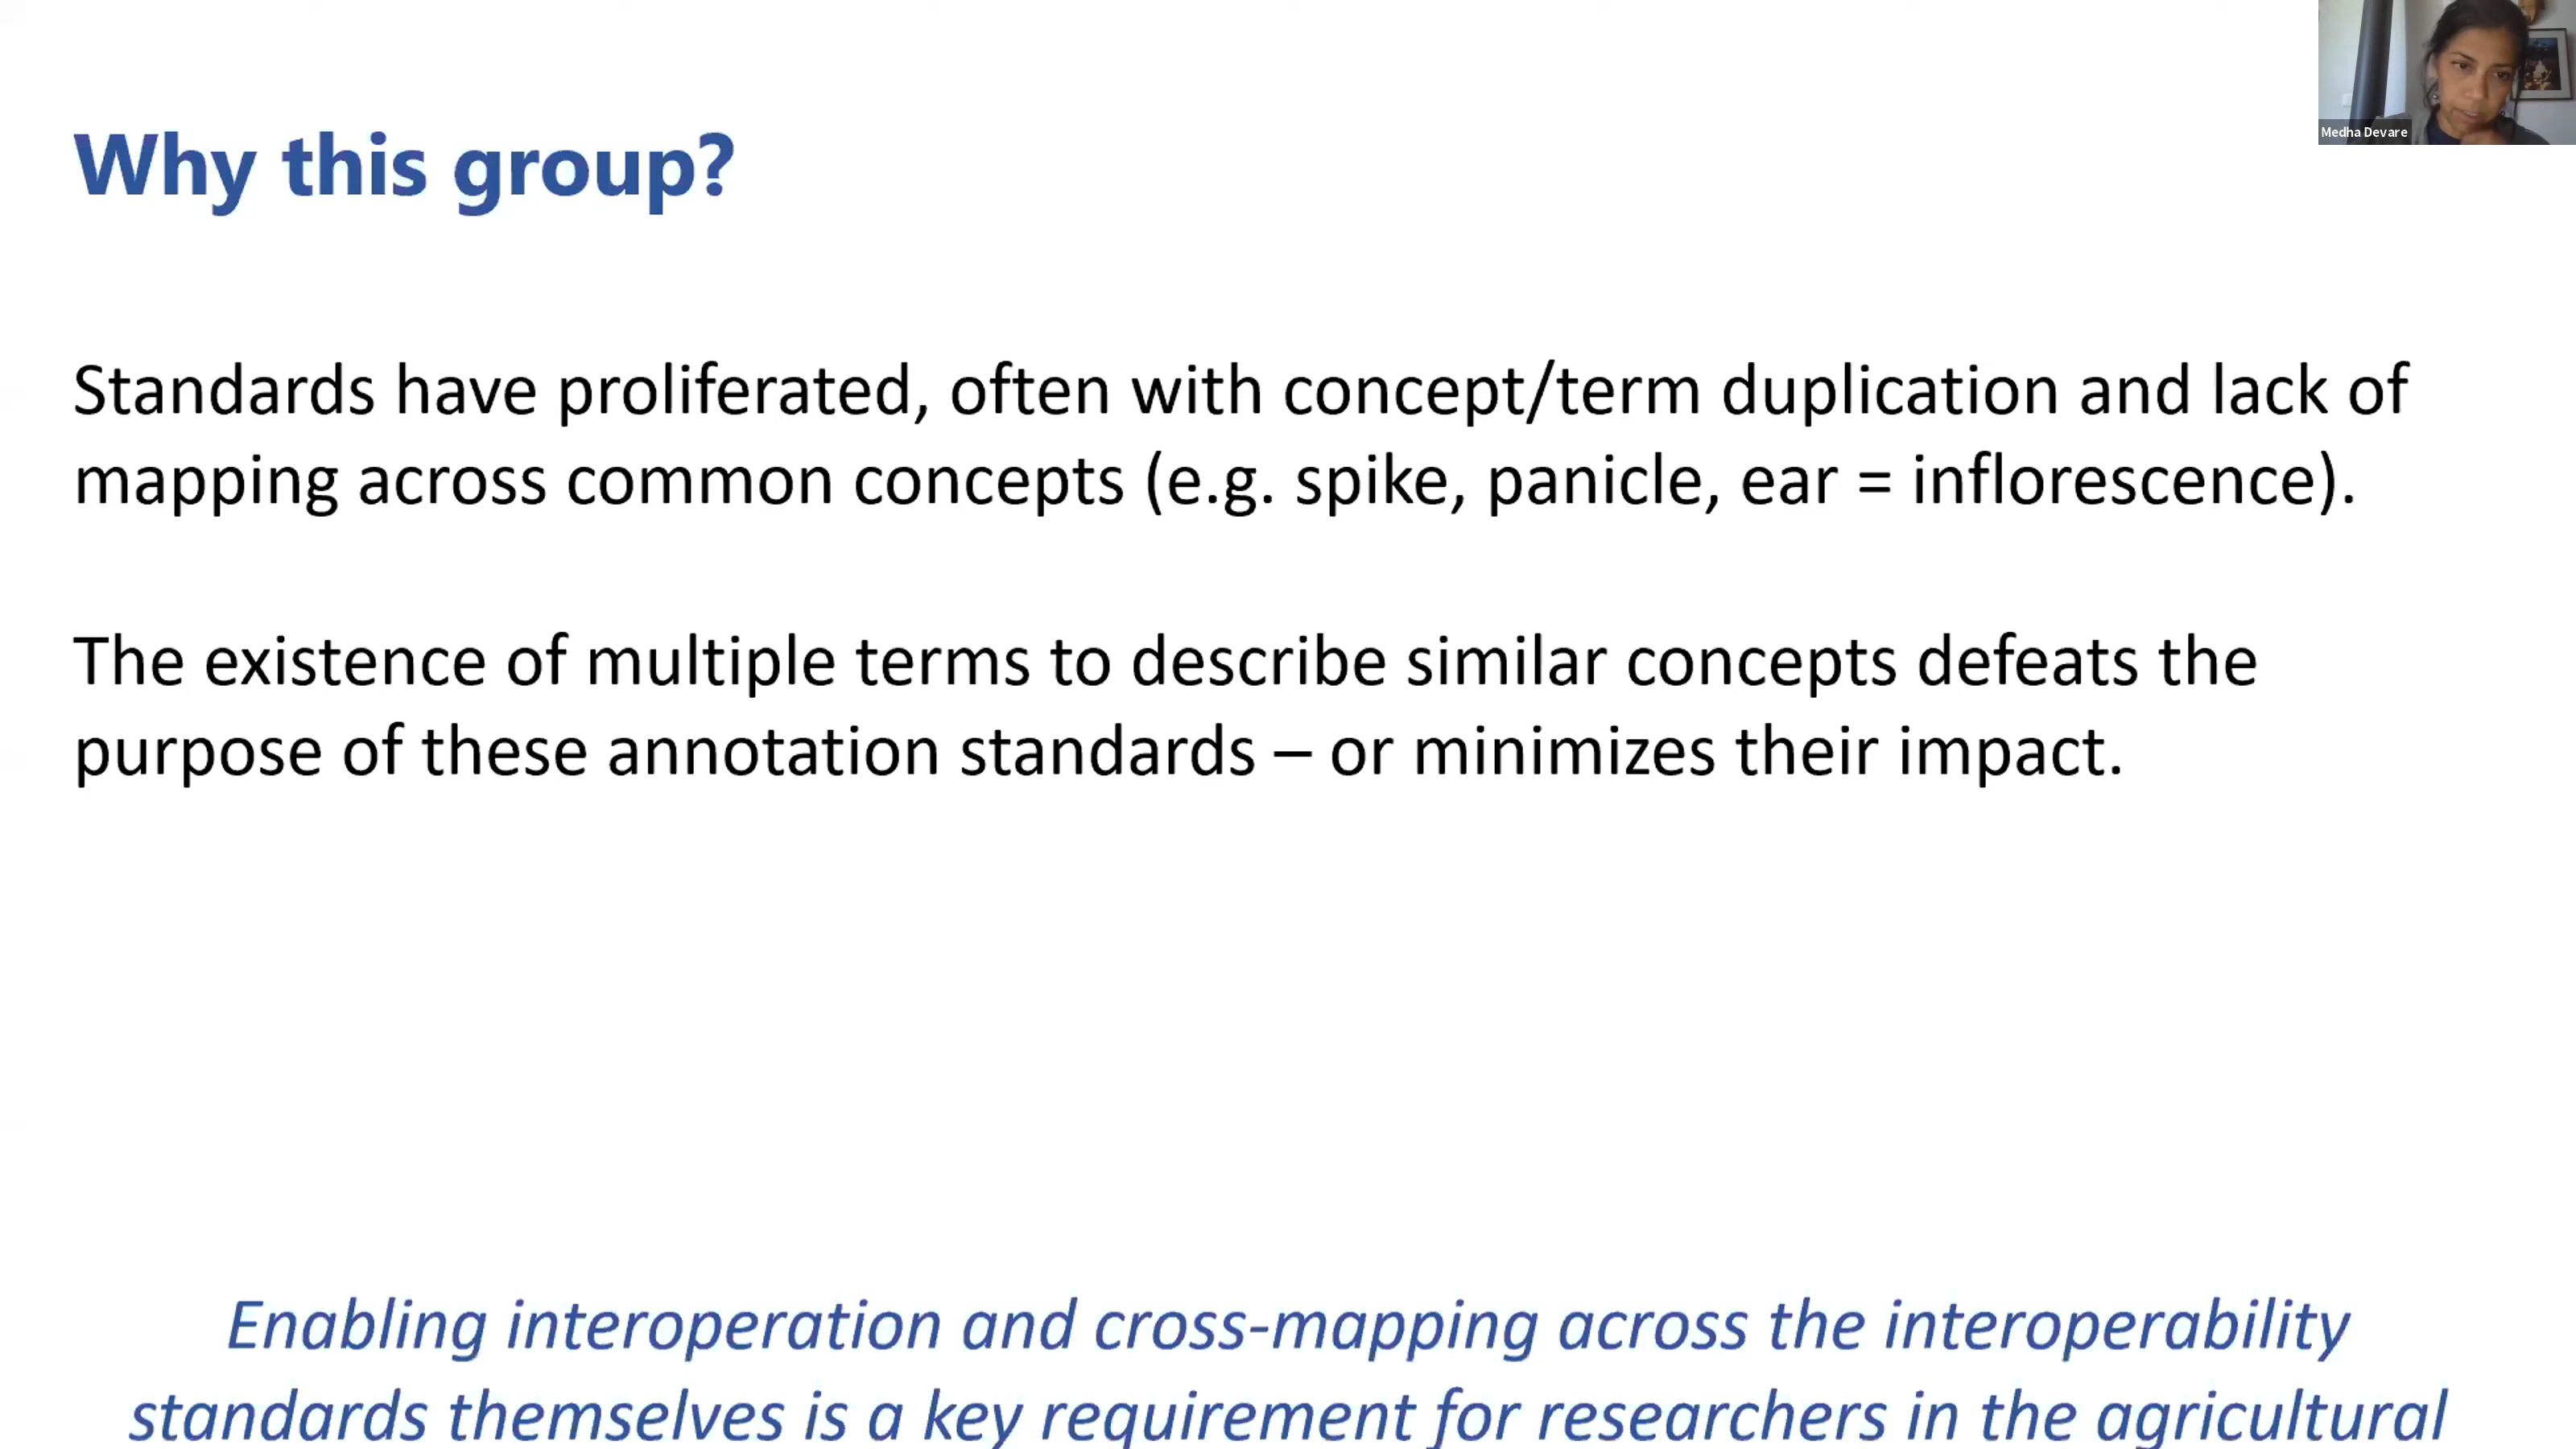 Medha Devare
Why this group?
Standards have proliferated, often with concept/term duplication and lack of
mapping across common concepts (e.g. spike, panicle, ear = inflorescence).
The existence of multiple terms to describe similar concepts defeats the
purpose of these annotation standards – or minimizes their impact.
Enabling interoperation and cross-mapping across the interoperability
standards themselves is a key requirement for researchers in the agricultural